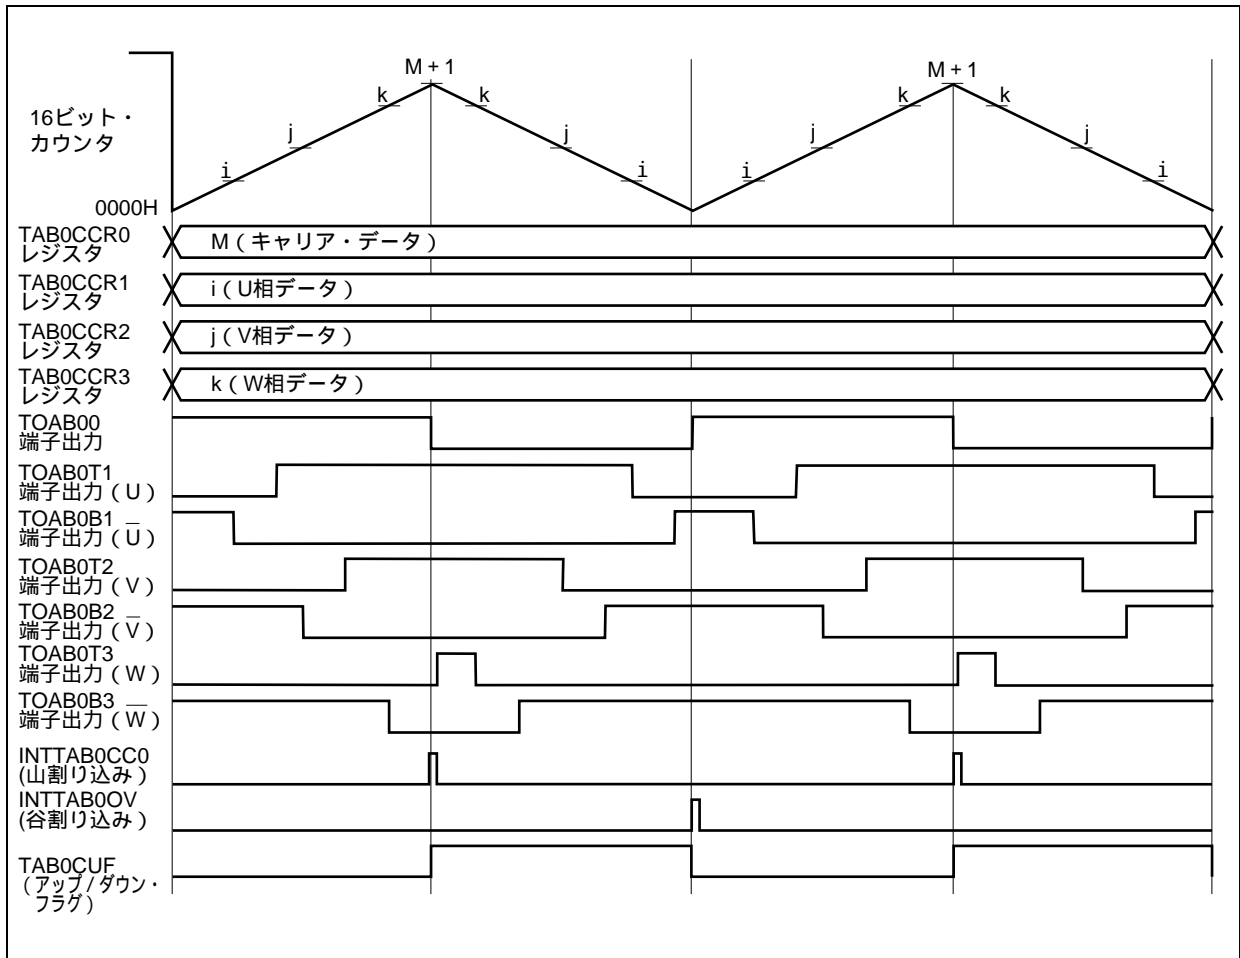 M + 1
M + 1
k
k
k
k
16ビット・
カウンタ
j
j
j
j
i
i
i
i
0000H
TAB0CCR0
レジスタ
M（キャリア・データ）
TAB0CCR1
レジスタ
i（U相データ）
TAB0CCR2
レジスタ
j（V相データ）
TAB0CCR3
レジスタ
k（W相データ）
TOAB00
端子出力
TOAB0T1
端子出力（U）
TOAB0B1
端子出力（U̅）
TOAB0T2
端子出力（V）
TOAB0B2
端子出力（V̅）
TOAB0T3
端子出力（W）
TOAB0B3
端子出力（W̅）
INTTAB0CC0
(山割り込み）
INTTAB0OV
(谷割り込み）
TAB0CUF
（アップ/ダウン・
フラグ）